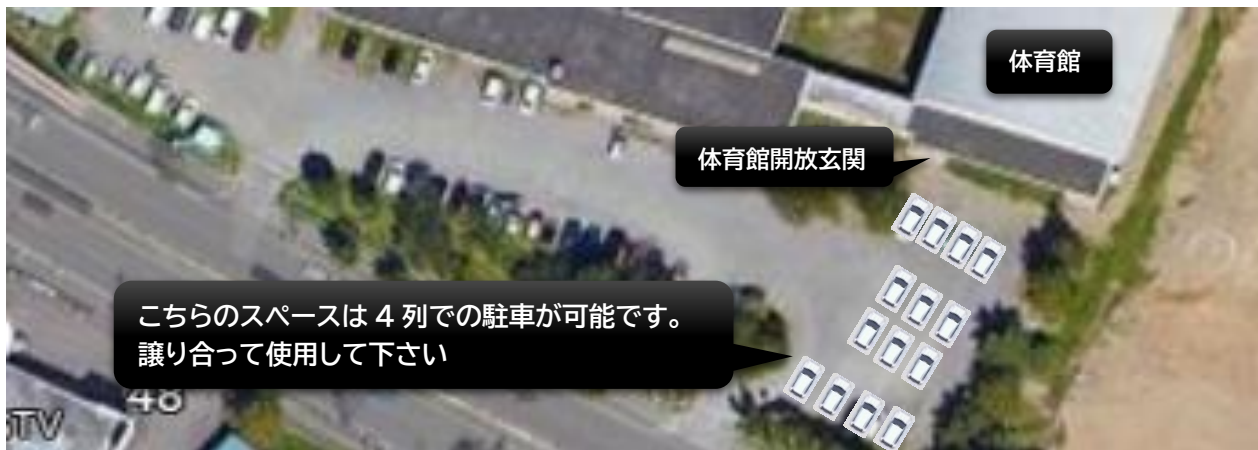 体育館
体育館開放玄関
こちらのスペースは 4 列での駐車が可能です。
譲り合って使用して下さい
48
TV